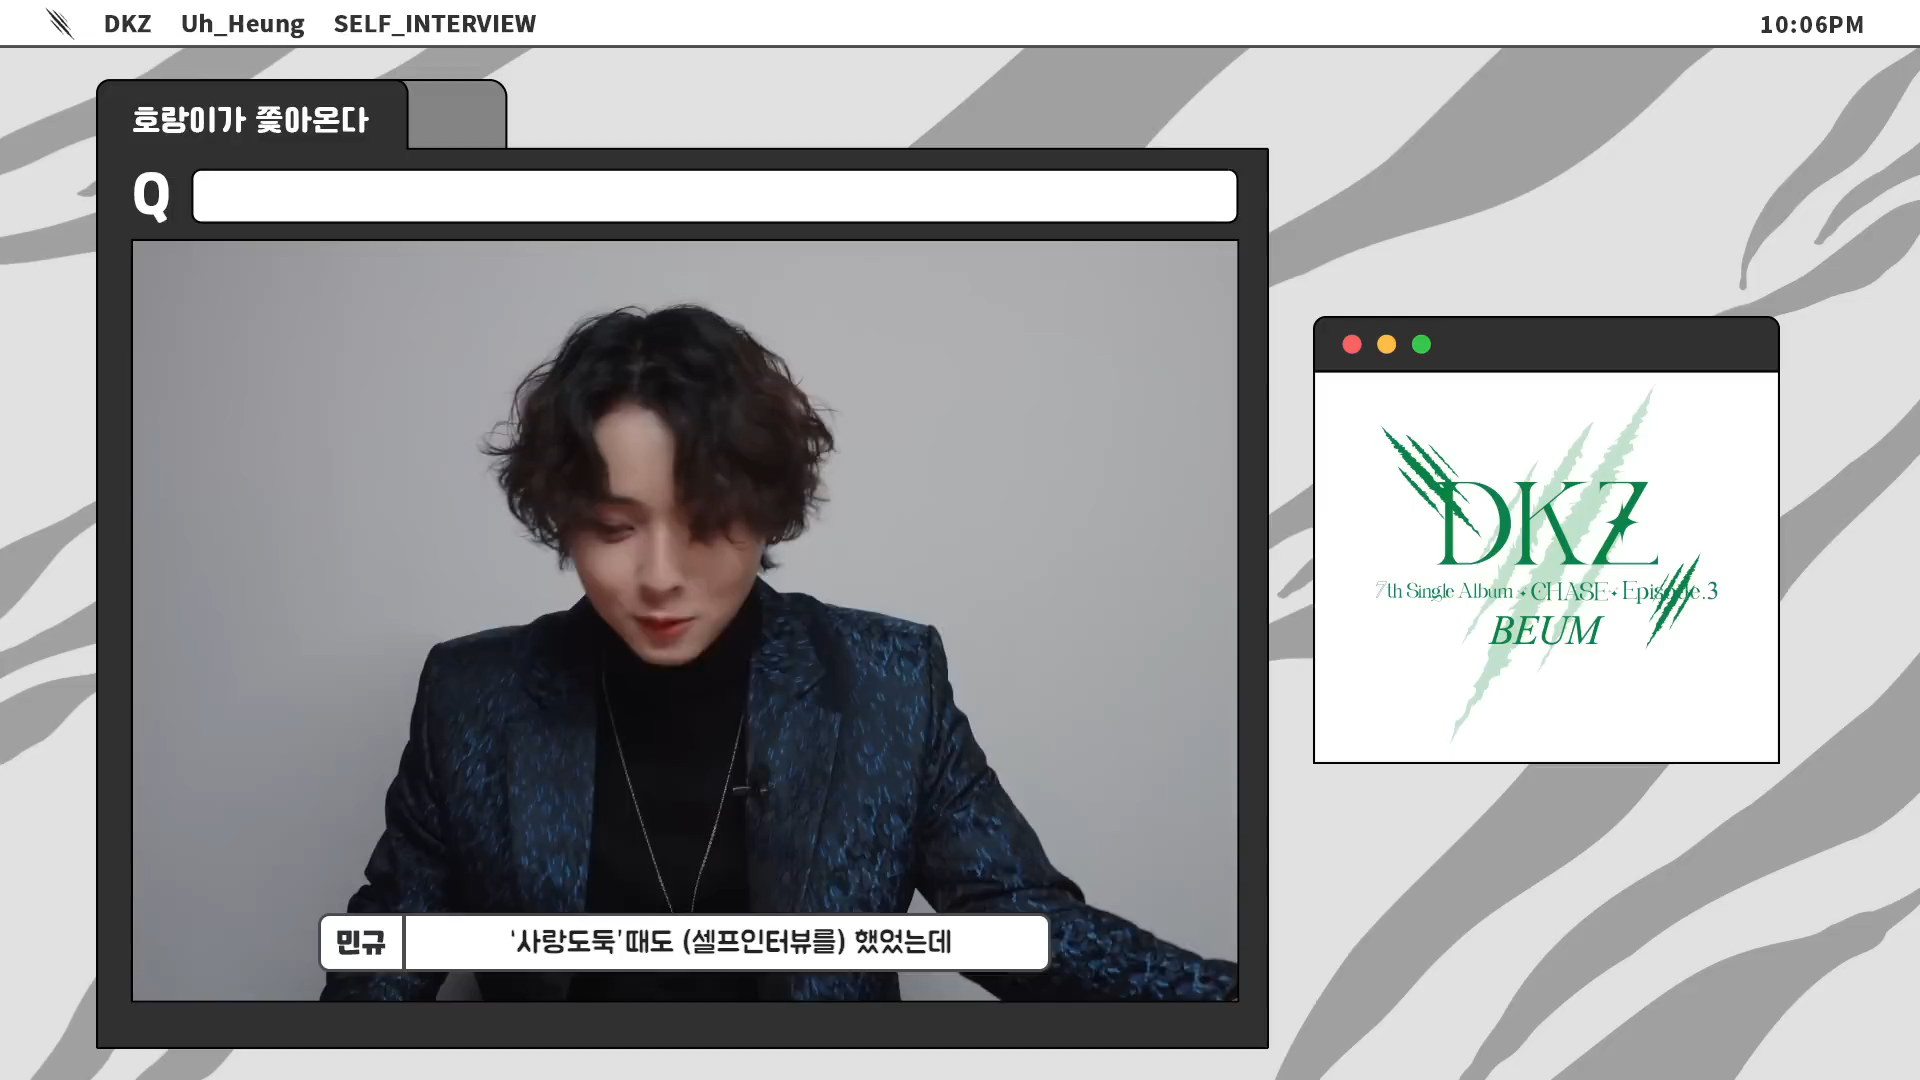 DKZ Uh_Heung SELF_INTERVIEW
10:06PM
호랑이가 쫓아온다
Q
DKZ
7th Single Album CHASE Episode.3
BEUM
민규 '사랑도둑'때도 (셀프인터뷰를) 했었는데